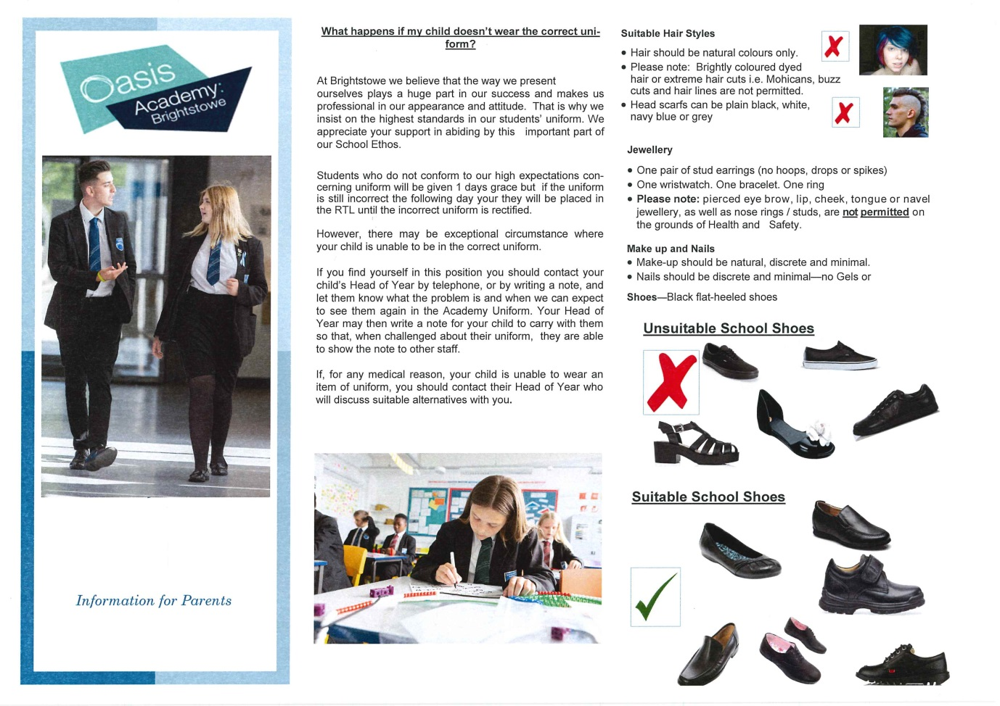 Oasis
Academy:
Brightstowe
Information for Parents
What happens if my child doesn't wear the correct uni-
form?
At Brightstowe we believe that the way we present
ourselves plays a huge part in our success and makes us
professional in our appearance and attitude. That is why we
insist on the highest standards in our students' uniform. We
appreciate your support in abiding by this important part of
our School Ethos.
Students who do not conform to our high expectations con-
cerning uniform will be given 1 days grace but if the uniform
is still incorrect the following day your they will be placed in
the RTL until the incorrect uniform is rectified.
However, there may be exceptional circumstance where
your child is unable to be in the correct uniform.
If you find yourself in this position you should contact your
child's Head of Year by telephone, or by writing a note, and
let them know what the problem is and when we can expect
to see them again in the Academy Uniform. Your Head of
Year may then write a note for your child to carry with them
so that, when challenged about their uniform, they are able
to show the note to other staff.
If, for any medical reason, your child is unable to wear an
item of uniform, you should contact their Head of Year who
will discuss suitable alternatives with you.
Suitable Hair Styles
• Hair should be natural colours only.
• Please note: Brightly coloured dyed
hair or extreme hair cuts i.e. Mohicans, buzz
cuts and hair lines are not permitted.
• Head scarfs can be plain black, white,
navy blue or grey
Jewellery
• One pair of stud earrings (no hoops, drops or spikes)
• One wristwatch. One bracelet. One ring
• Please note: pierced eye brow, lip, cheek, tongue or navel
jewellery, as well as nose rings / studs, are not permitted on
the grounds of Health and Safety.
Make up and Nails
• Make-up should be natural, discrete and minimal.
• Nails should be discrete and minimal—no Gels or
Shoes—Black flat-heeled shoes
Unsuitable School Shoes
Suitable School Shoes